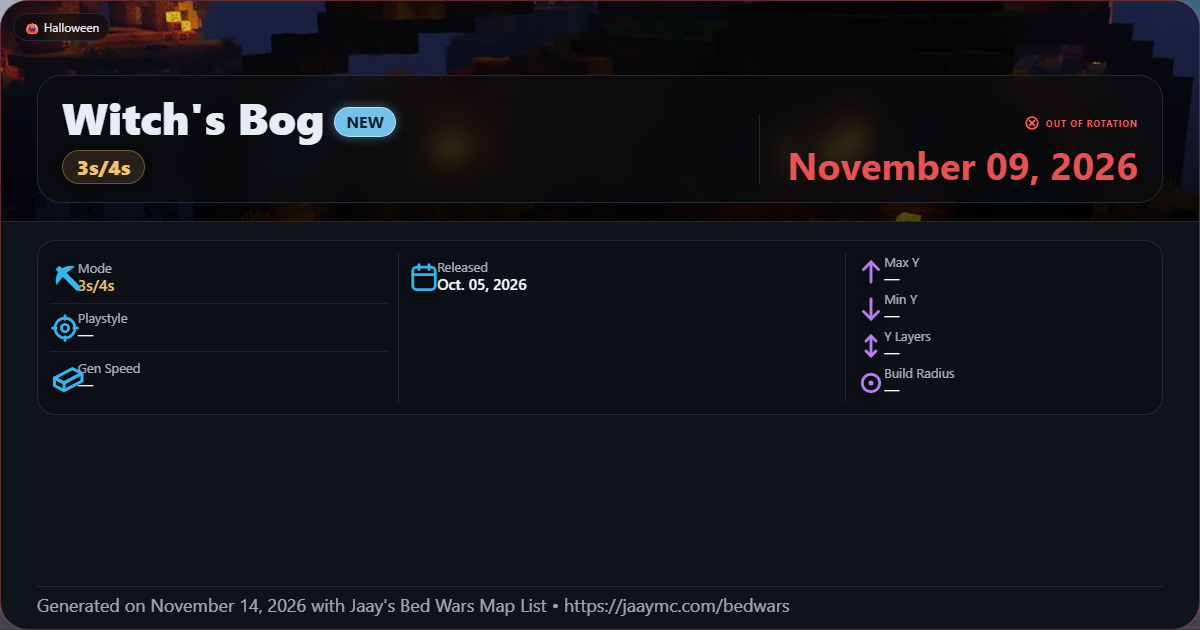 Halloween
Witch's Bog NEW
3s/4s
OUT OF ROTATION
November 09, 2026
Mode
3s/4s
Playstyle
—
Gen Speed
—
Released
Oct. 05, 2026
Max Y
—
Min Y
—
Y Layers
—
Build Radius
—
Generated on November 14, 2026 with Jaay's Bed Wars Map List • https://jaaymc.com/bedwars